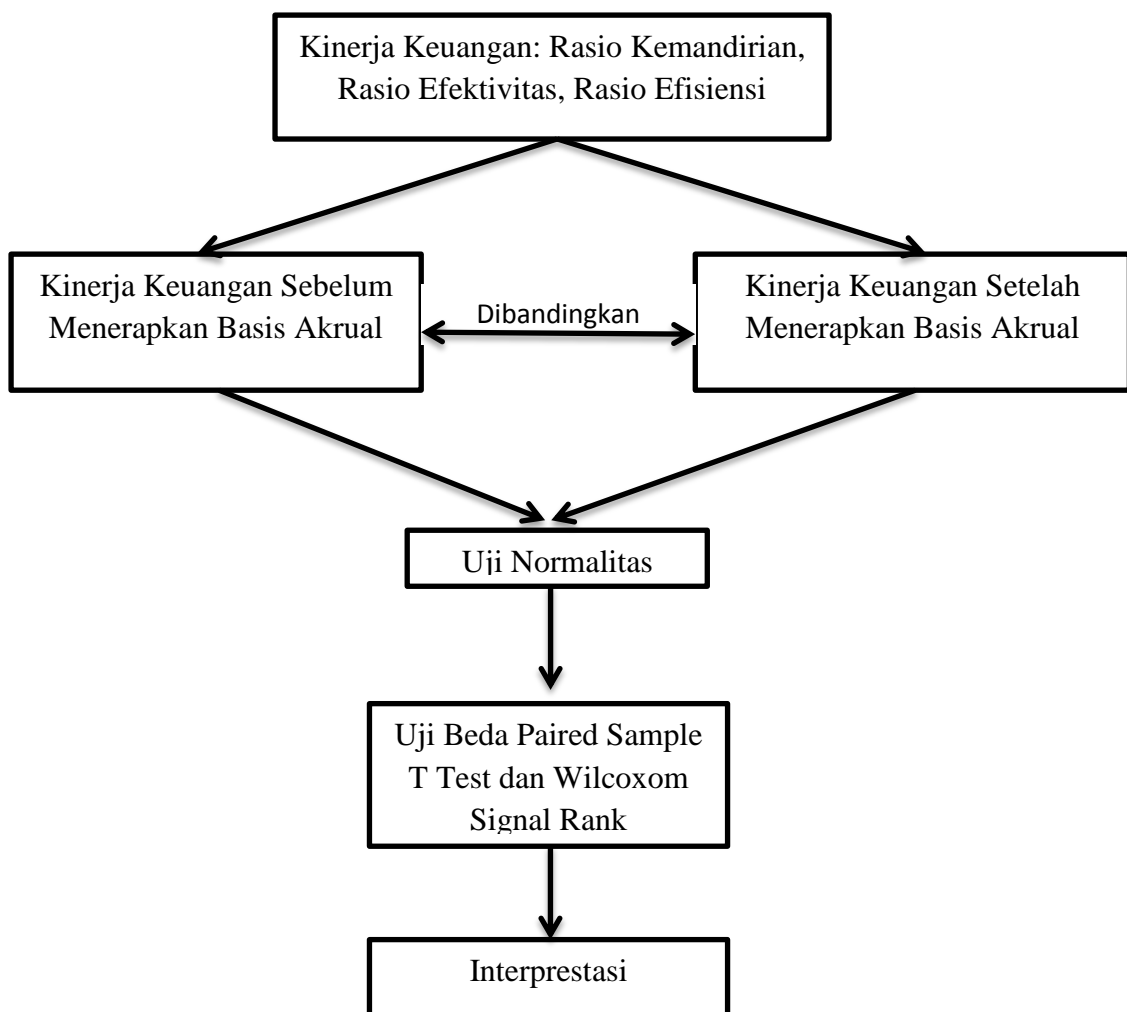 Kinerja Keuangan: Rasio Kemandirian,
Rasio Efektivitas, Rasio Efisiensi
Kinerja Keuangan Sebelum
Menerapkan Basis Akrual
Dibandingkan
Kinerja Keuangan Setelah
Menerapkan Basis Akrual
Uji Normalitas
Uji Beda Paired Sample
T Test dan Wilcoxom
Signal Rank
Interprestasi